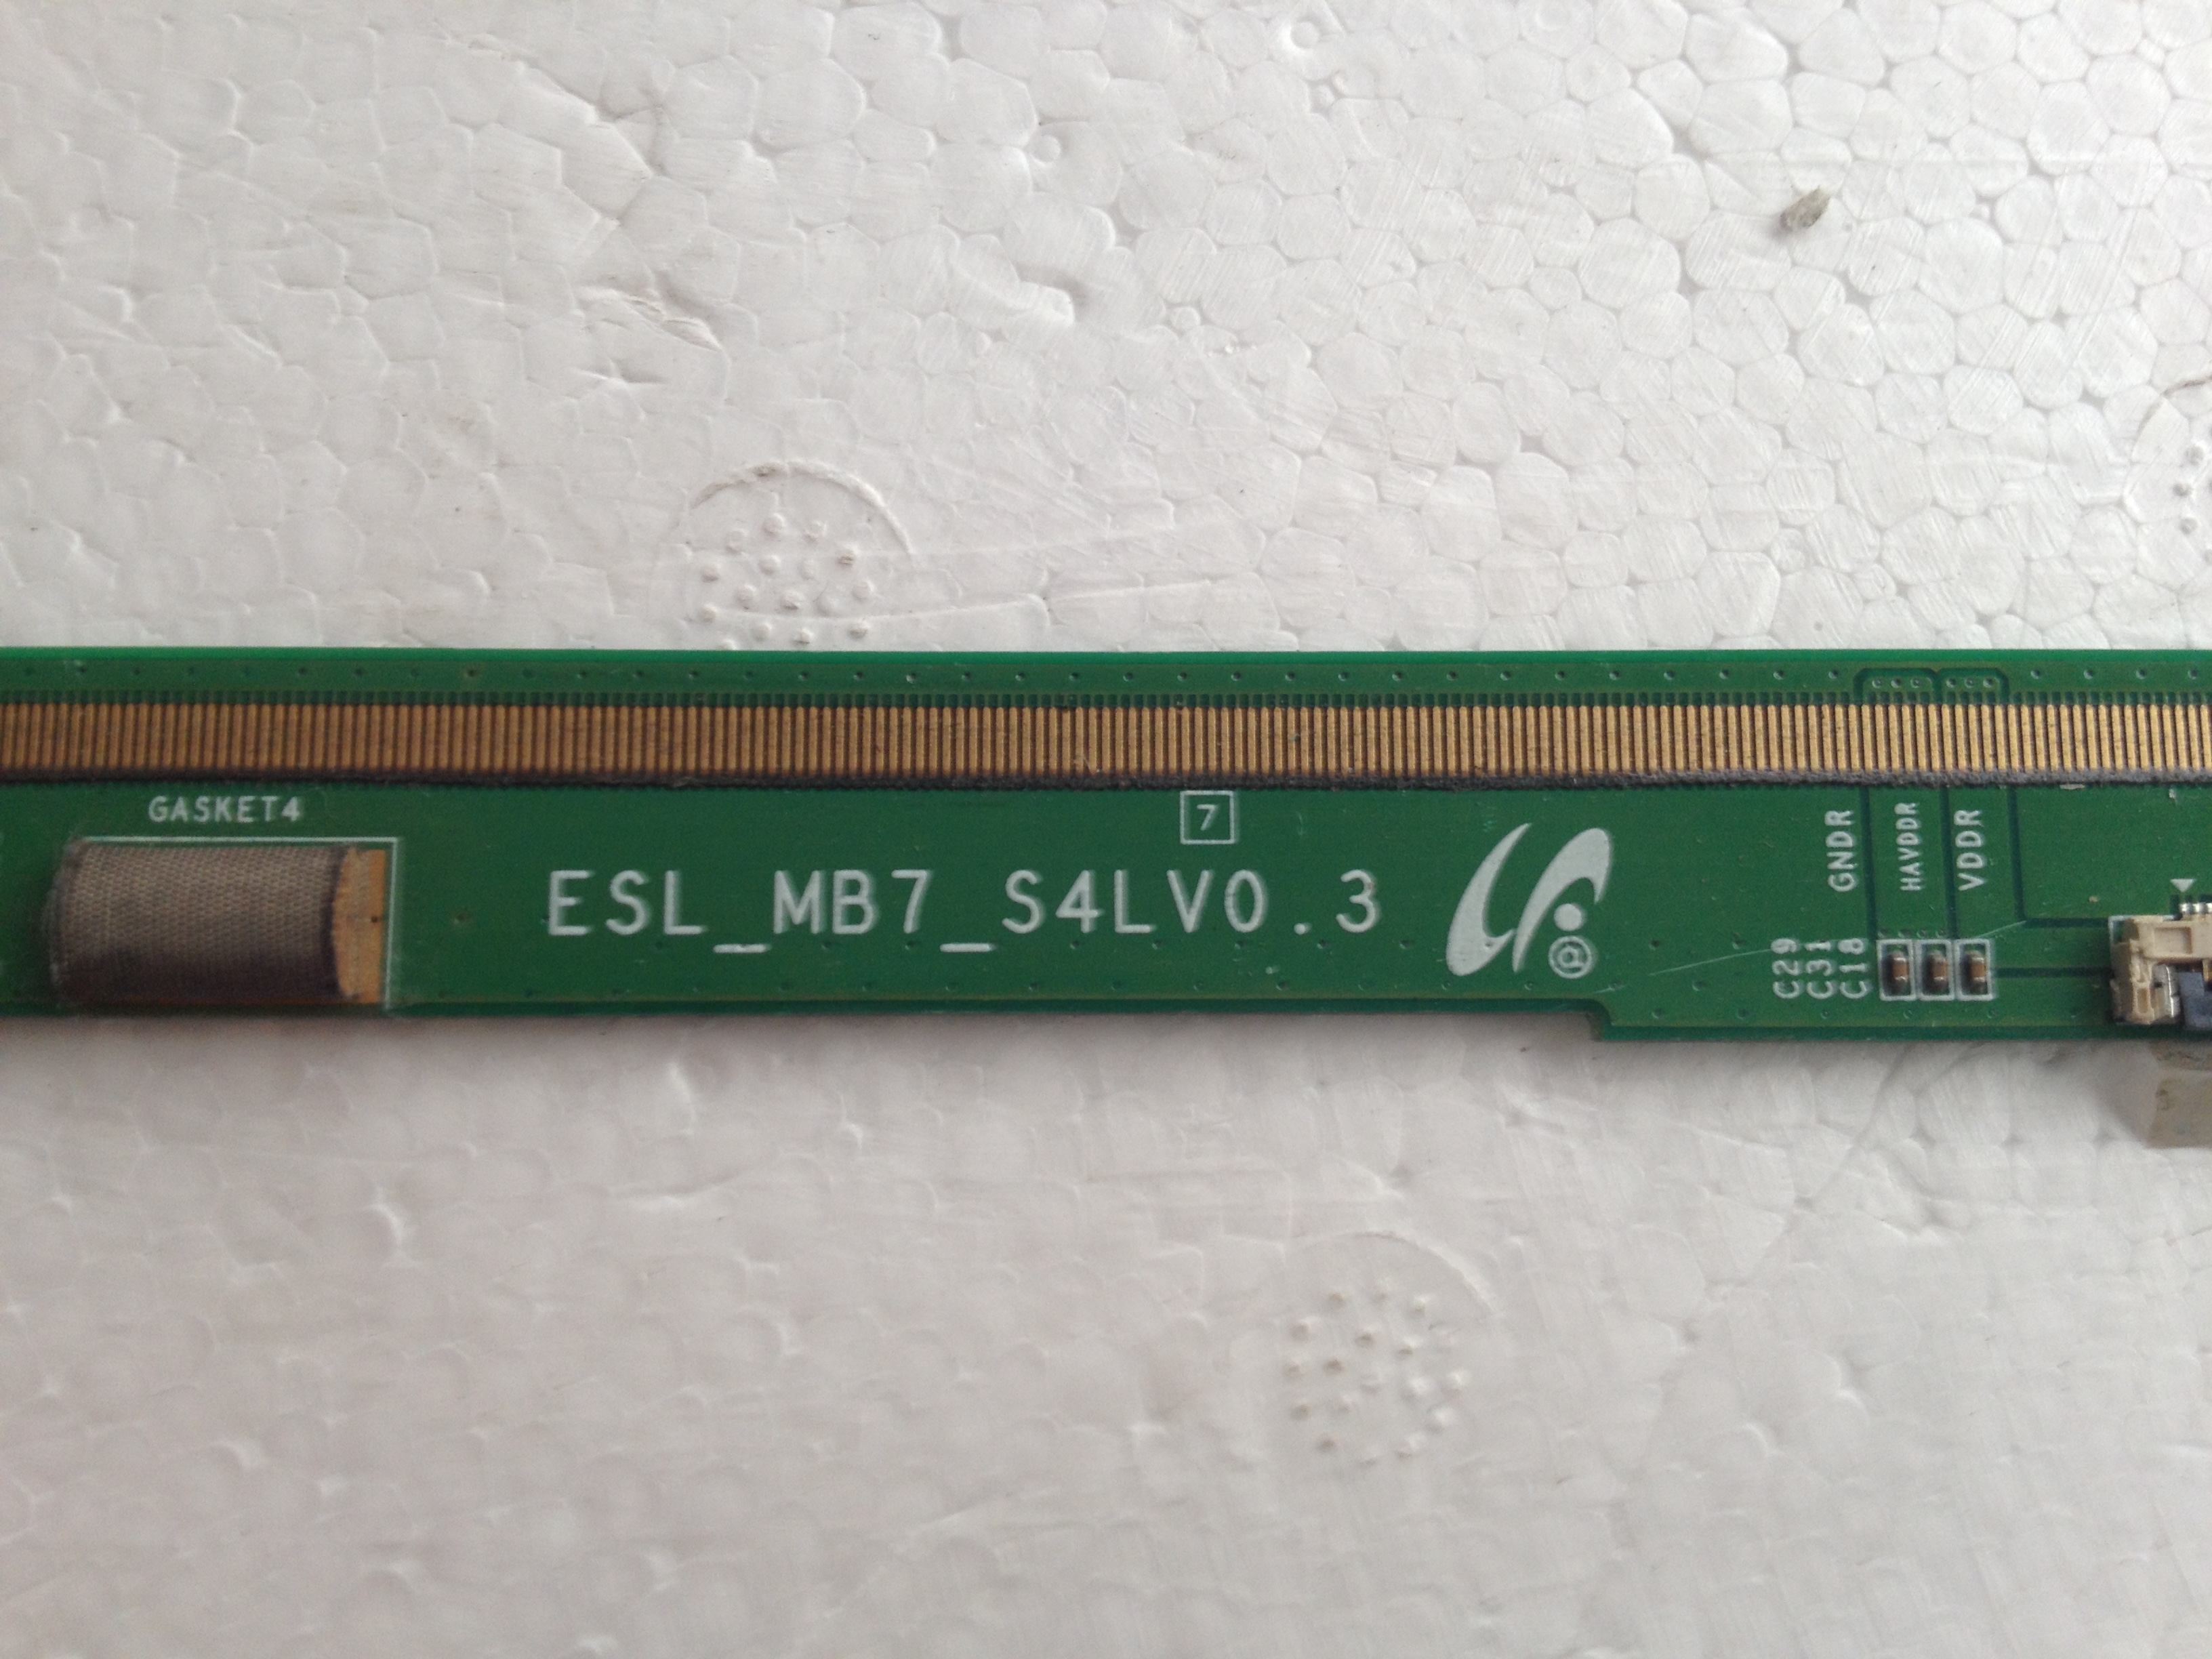 GASKET4
7
ESL_MB7_S4LV0.3
@
GNDR
HAVDDR
VDDR
C29
C31
C18